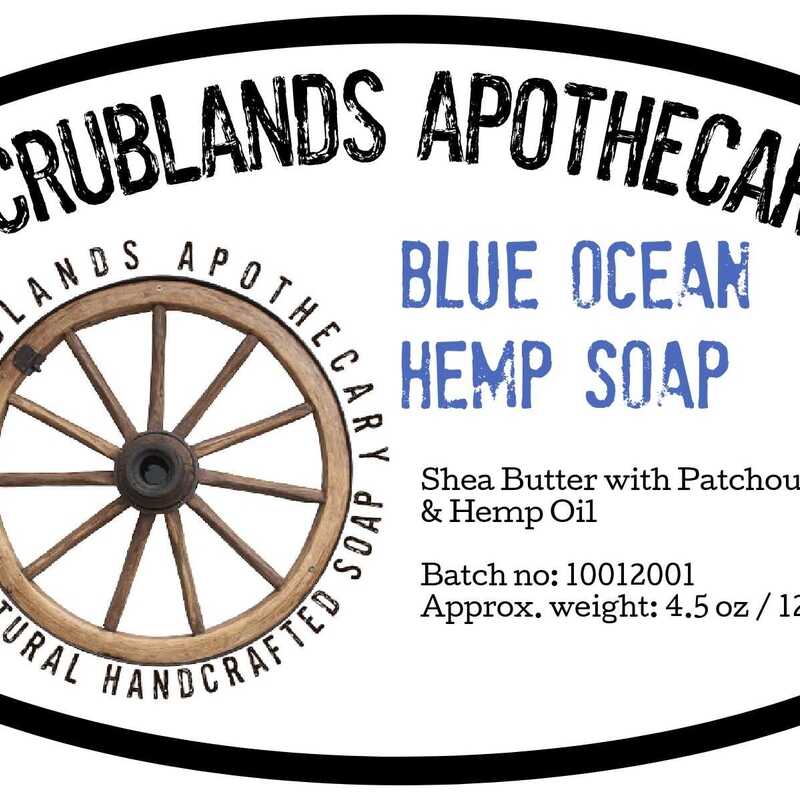 CRUBLANDS APOTHECAR
LANDS APOTHECARY
TURAL HANDCRAFTED SOAP
BLUE OCEAN
HEMP SOAP
Shea Butter with Patchou
& Hemp Oil
Batch no: 10012001
Approx. weight: 4.5 oz / 12